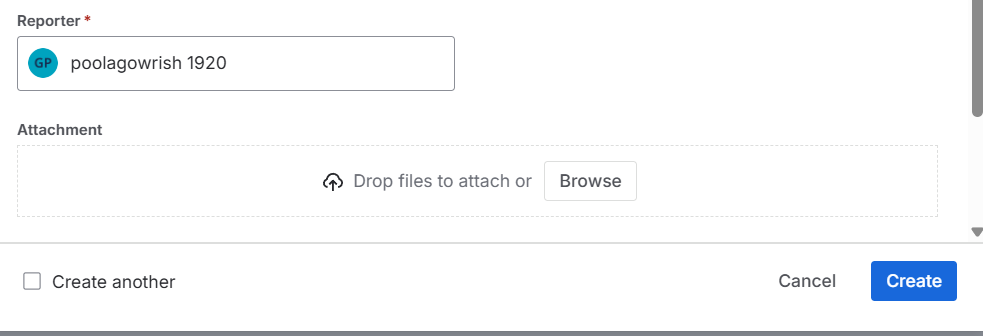 Reporter *
GP poolagowrish 1920
Attachment
Drop files to attach or Browse
Create another Cancel Create